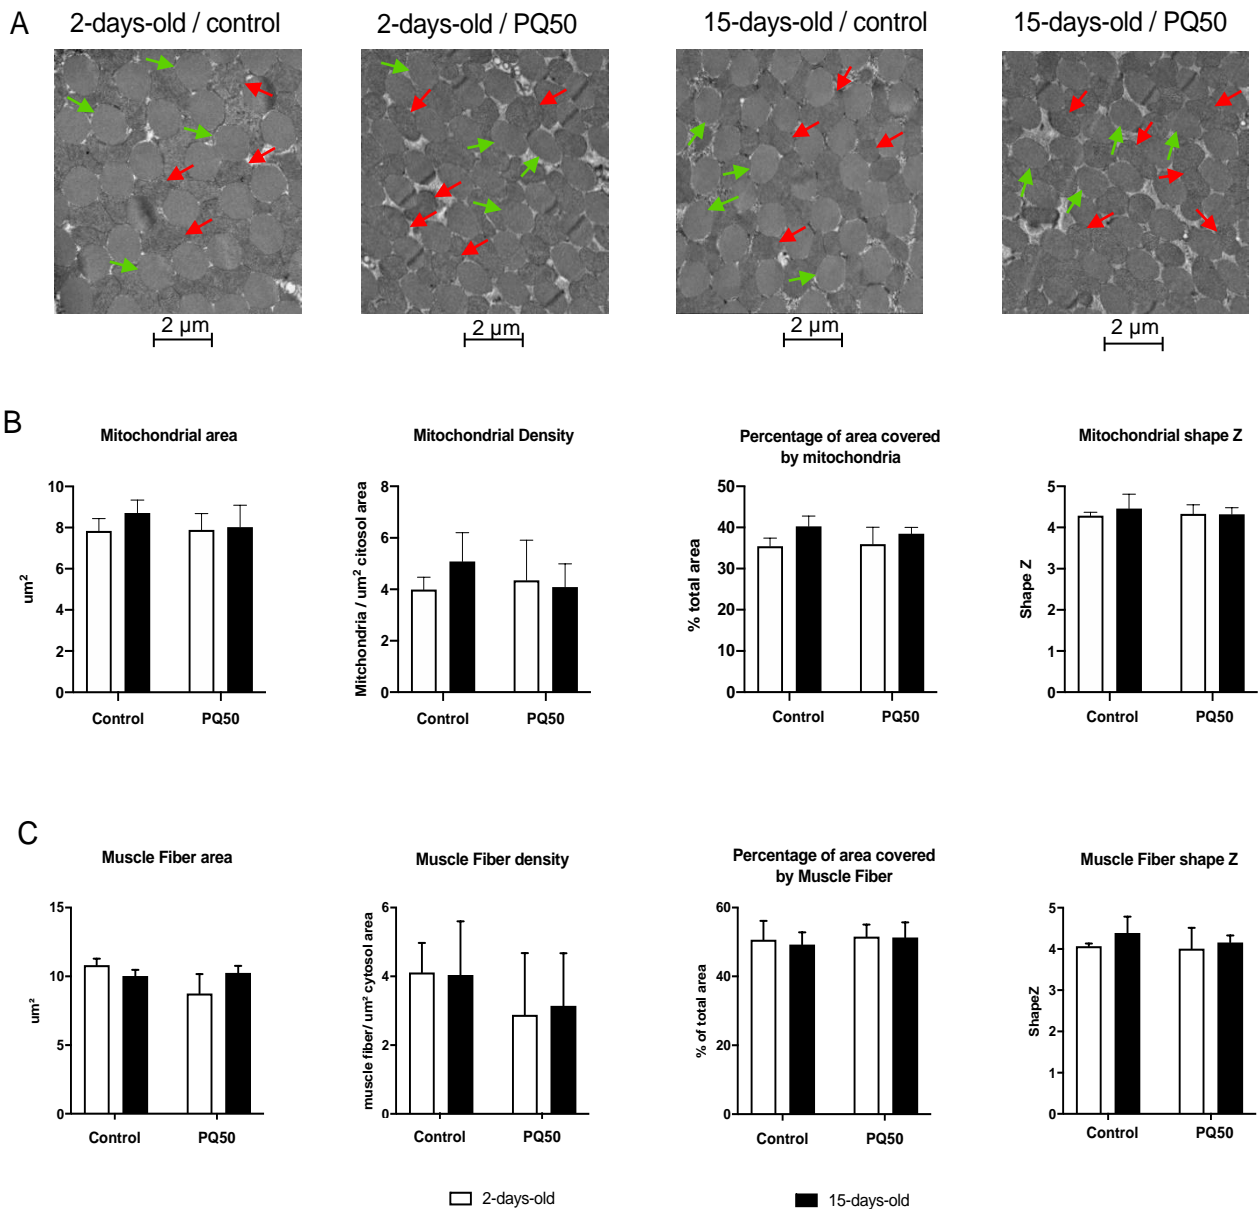 A
2-days-old / control
2-days-old / PQ50
15-days-old / control
15-days-old / PQ50
2 µm
2 µm
2 µm
2 µm
B
Mitochondrial area
um²
10
8
6
4
2
0
Control
PQ50
Mitochondrial Density
Mitchondria / um² citosol area
8
6
4
2
0
Control
PQ50
Percentage of area covered
by mitochondria
% total area
50
40
30
20
10
0
Control
PQ50
Mitochondrial shape Z
Shape Z
5
4
3
2
1
0
Control
PQ50
C
Muscle Fiber area
um²
15
10
5
0
Control
PQ50
Muscle Fiber density
muscle fiber/ um² cytosol area
6
4
2
0
Control
PQ50
Percentage of area covered
by Muscle Fiber
% of total area
60
40
20
0
Control
PQ50
Muscle Fiber shape Z
ShapeZ
5
4
3
2
1
0
Control
PQ50
2-days-old
15-days-old